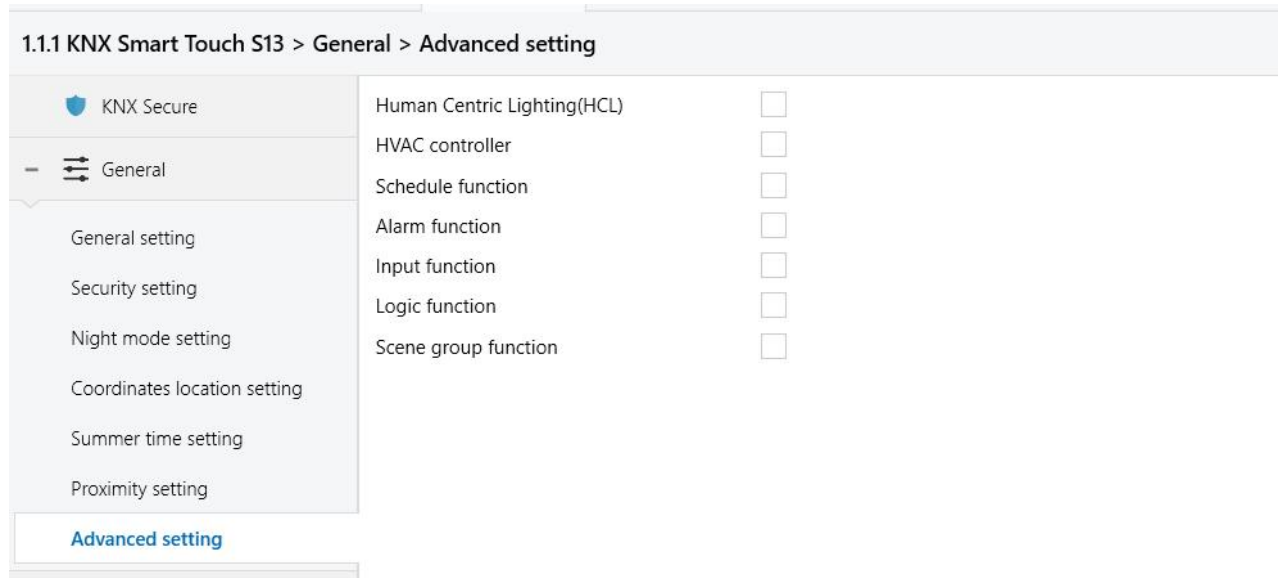 1.1.1 KNX Smart Touch S13 > General > Advanced setting
KNX Secure
General
General setting
Security setting
Night mode setting
Coordinates location setting
Summer time setting
Proximity setting
Advanced setting
Human Centric Lighting(HCL)
HVAC controller
Schedule function
Alarm function
Input function
Logic function
Scene group function